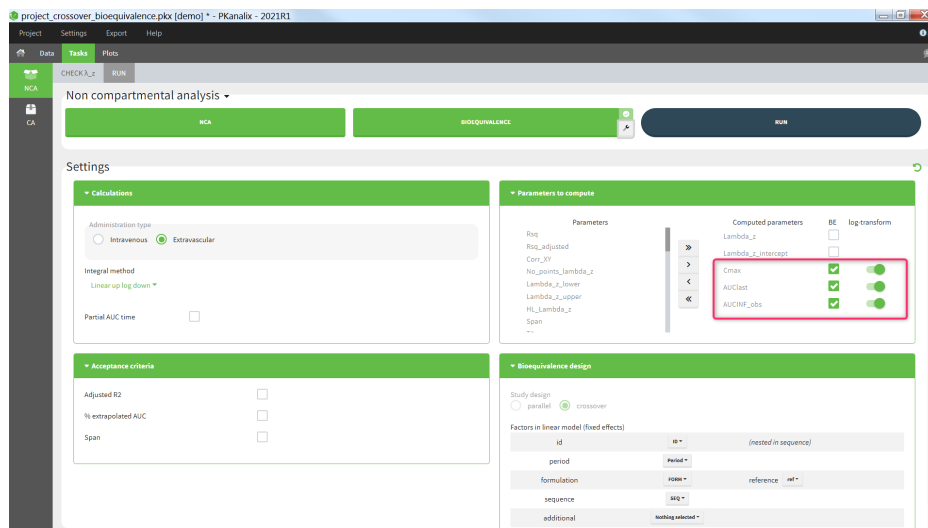 project_crossover_bioequivalence.pkx [demo] * - PKanalix - 2021R1
Project Settings Export Help
Data Tasks Plots
NCA
CA
CHECK λ_z RUN
Non compartmental analysis
NCA BIOEQUIVALENCE RUN
Settings
Calculations
Administration type
Intravenous Extravascular
Integral method
Linear up log down
Partial AUC time
Parameters to compute
Parameters
Rsq
Rsq_adjusted
Corr_XY
No_points_lambda_z
Lambda_z_lower
Lambda_z_upper
HL_Lambda_z
Span
Computed parameters BE log-transform
Lambda_z
Lambda_z_intercept
Cmax
AUClast
AUCINF_obs
Acceptance criteria
Adjusted R2
% extrapolated AUC
Span
Bioequivalence design
Study design
parallel crossover
Factors in linear model (fixed effects)
id ID (nested in sequence)
period Period
formulation FORM reference ref
sequence SEQ
additional Nothing selected